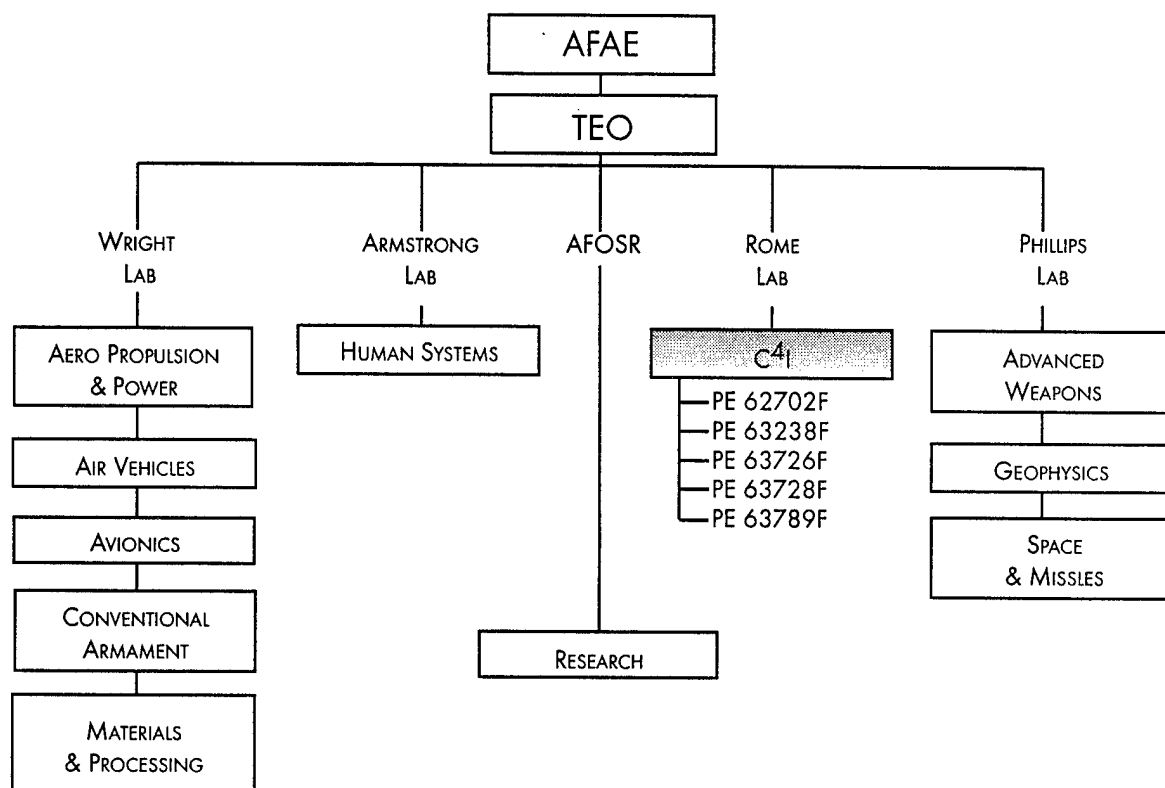 AFAE
TEO
WRIGHT
LAB
AERO PROPULSION
& POWER
AIR VEHICLES
AVIONICS
CONVENTIONAL
ARMAMENT
MATERIALS
& PROCESSING
ARMSTRONG
LAB
HUMAN SYSTEMS
AFOSR
RESEARCH
ROME
LAB
C⁴I
PE 62702F
PE 63238F
PE 63726F
PE 63728F
PE 63789F
PHILLIPS
LAB
ADVANCED
WEAPONS
GEOPHYSICS
SPACE
& MISSLES